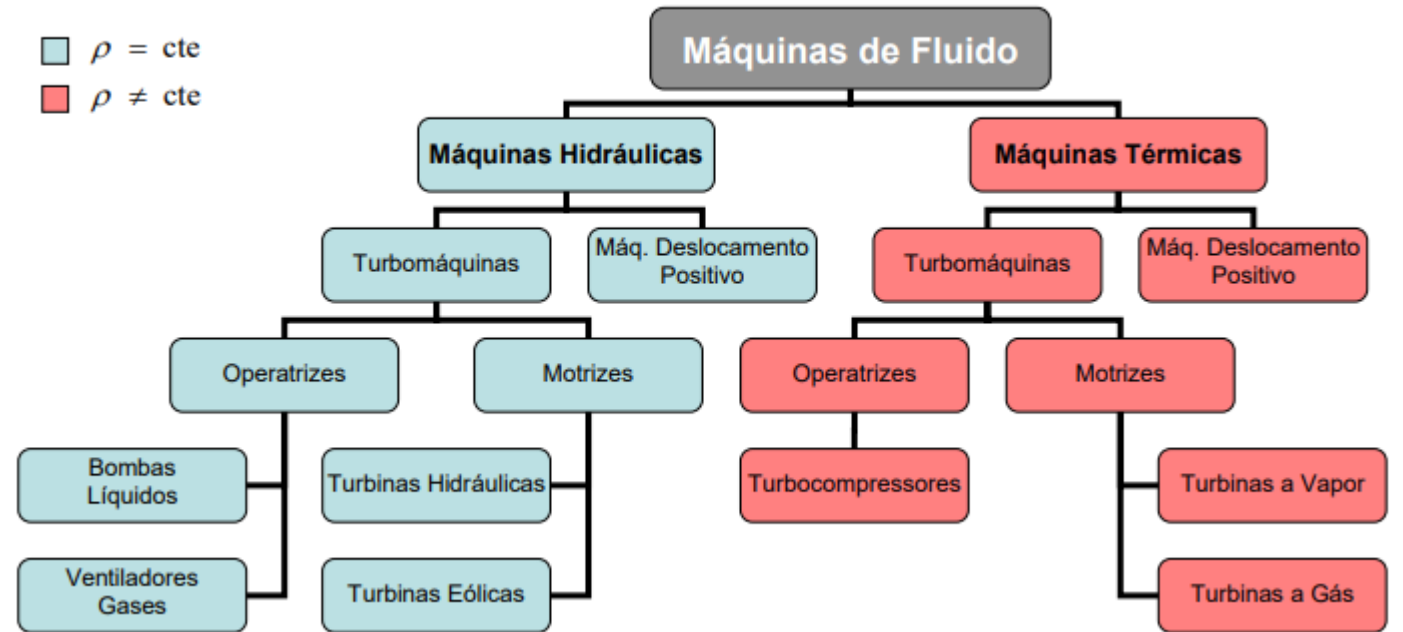 ρ = cte
ρ ≠ cte
Máquinas de Fluido
Máquinas Hidráulicas
Máquinas Térmicas
Turbomáquinas
Máq. Deslocamento
Positivo
Turbomáquinas
Máq. Deslocamento
Positivo
Operatrizes
Motrizes
Operatrizes
Motrizes
Bombas
Líquidos
Turbinas Hidráulicas
Turbocompressores
Turbinas a Vapor
Ventiladores
Gases
Turbinas Eólicas
Turbinas a Gás